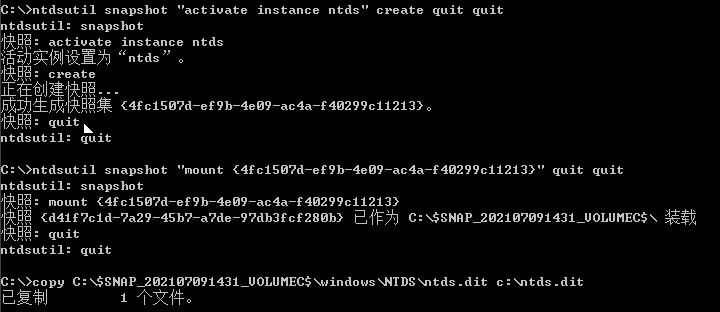 C:\>ntdsutil snapshot "activate instance ntds" create quit quit
ntdsutil: snapshot
快照: activate instance ntds
活动实例设置为“ntds”。
快照: create
正在创建快照...
成功生成快照集 {4fc1507d-ef9b-4e09-ac4a-f40299c11213}。
快照: quit
ntdsutil: quit
C:\>ntdsutil snapshot "mount {4fc1507d-ef9b-4e09-ac4a-f40299c11213}" quit quit
ntdsutil: snapshot
快照: mount {4fc1507d-ef9b-4e09-ac4a-f40299c11213}
快照 {d41f7c1d-7a29-45b7-a7de-97db3fcf280b} 已作为 C:\$SNAP_202107091431_VOLUMEC$\ 装载
快照: quit
ntdsutil: quit
C:\>copy C:\$SNAP_202107091431_VOLUMEC$\windows\NTDS\ntds.dit c:\ntds.dit
已复制         1 个文件。